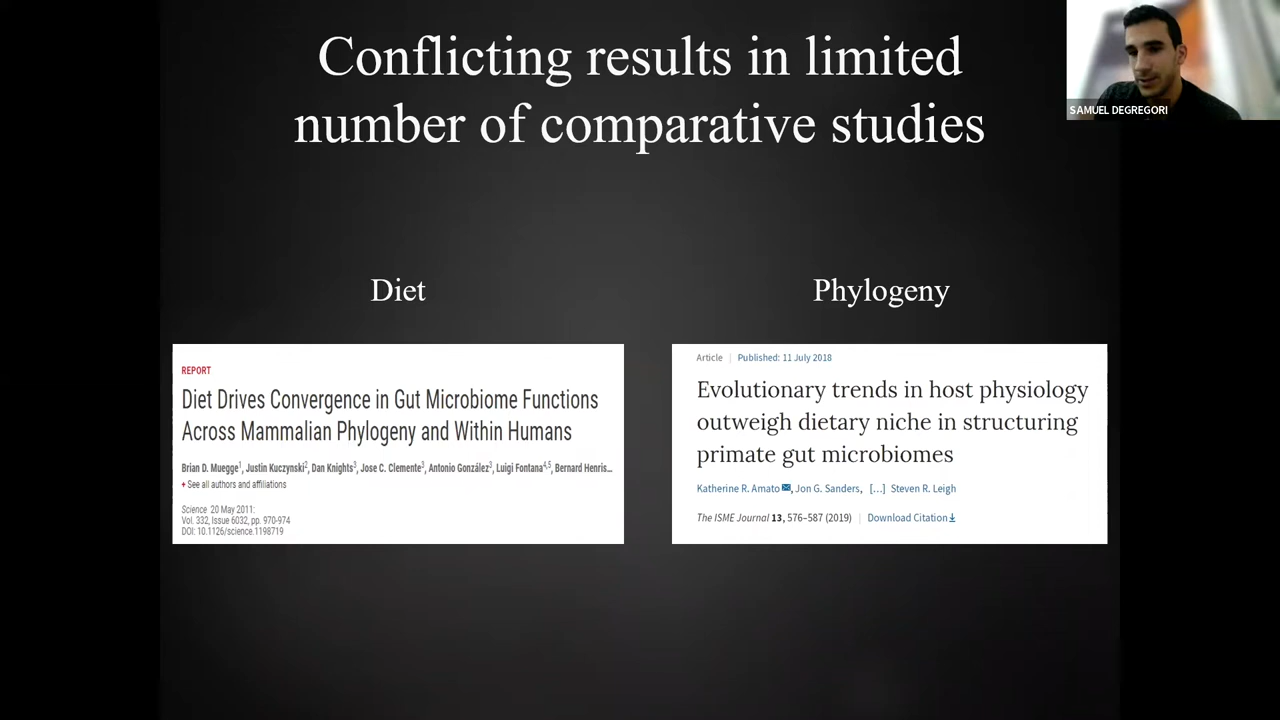 Conflicting results in limited
number of comparative studies
SAMUEL DEGREGORI
Diet
Phylogeny
REPORT
Diet Drives Convergence in Gut Microbiome Functions
Across Mammalian Phylogeny and Within Humans
Brian D. Muegge1, Justin Kuczynski2, Dan Knights3, Jose C. Clemente3, Antonio González3, Luigi Fontana4,5, Bernard Henris...
+ See all authors and affiliations
Science 20 May 2011:
Vol. 332, Issue 6032, pp. 970-974
DOI: 10.1126/science.1198719
Article | Published: 11 July 2018
Evolutionary trends in host physiology
outweigh dietary niche in structuring
primate gut microbiomes
Katherine R. Amato, Jon G. Sanders, [...] Steven R. Leigh
The ISME Journal 13, 576–587 (2019) | Download Citation